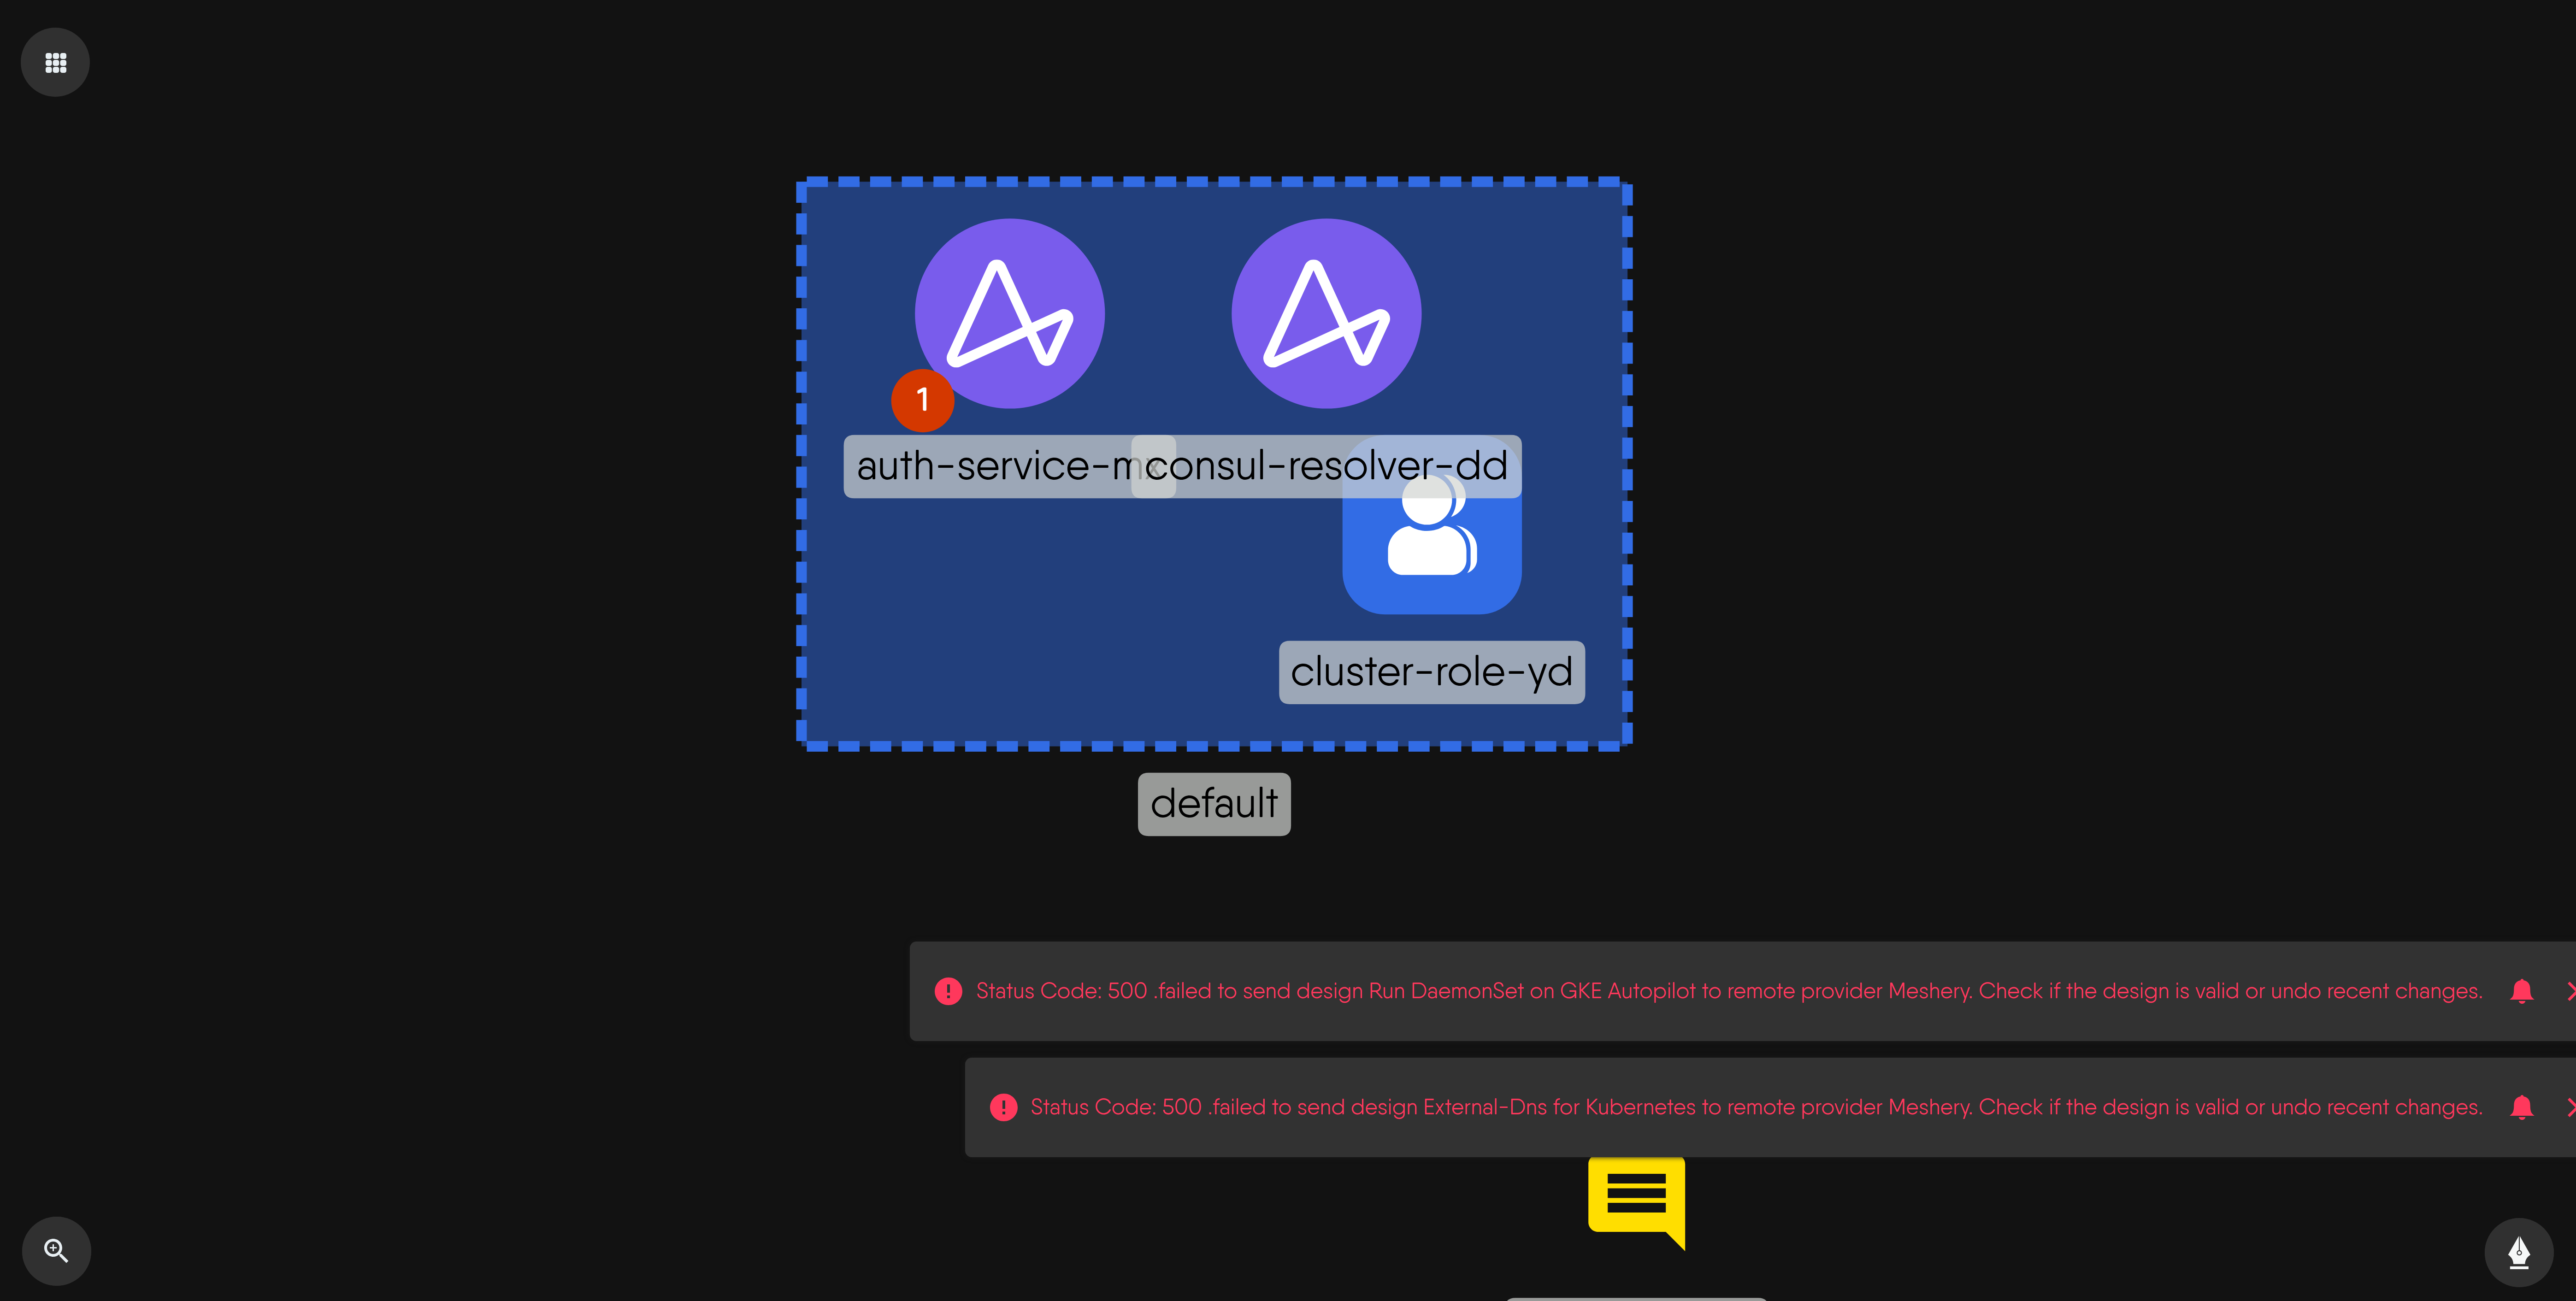 1
auth-service-mx
consul-resolver-dd
cluster-role-yd
default
Status Code: 500 .failed to send design Run DaemonSet on GKE Autopilot to remote provider Meshery. Check if the design is valid or undo recent changes.
Status Code: 500 .failed to send design External-Dns for Kubernetes to remote provider Meshery. Check if the design is valid or undo recent changes.